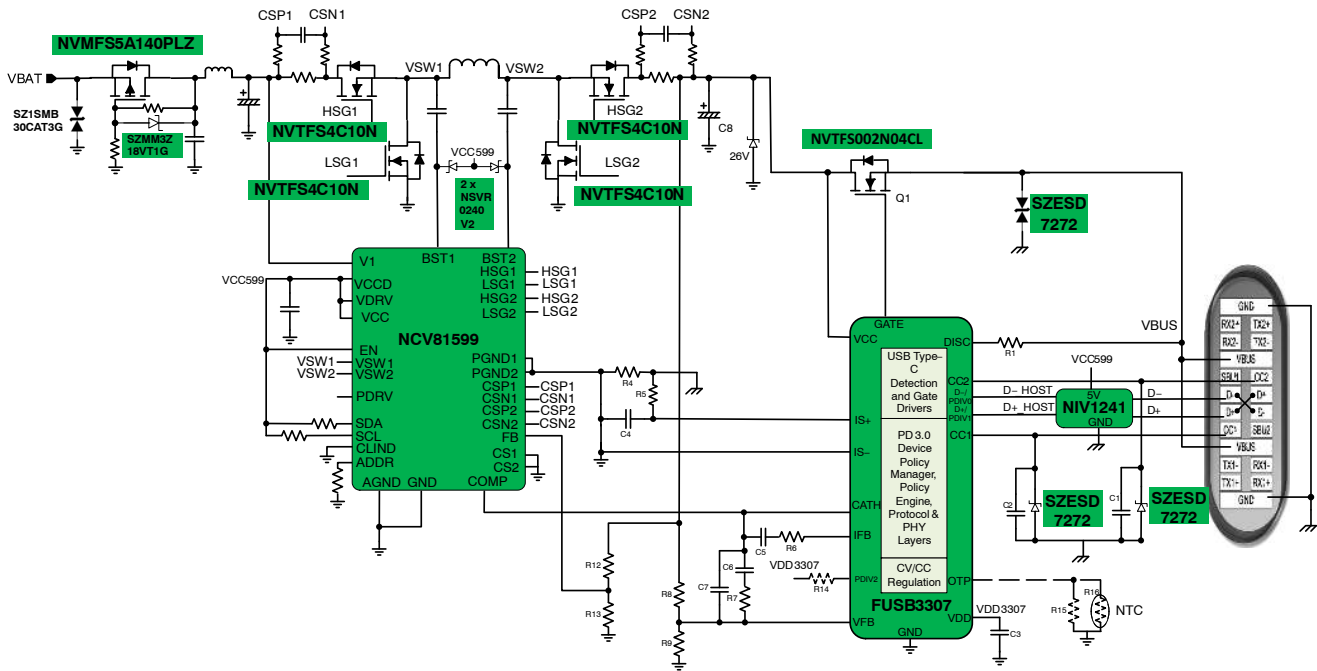 CSP1
CSN1
CSP2
CSN2
NVMFS5A140PLZ
VBAT
VSW1
VSW2
SZ1SMB
30CAT3G
SZMM3Z
18VT1G
HSG1
NVTFS4C10N
LSG1
NVTFS4C10N
VCC599
2 x
NSVR
0240
V2
HSG2
NVTFS4C10N
LSG2
NVTFS4C10N
C8
26V
NVTFS002N04CL
Q1
SZESD
7272
V1
BST1
BST2
VCC599
VCCD
VDRV
VCC
HSG1
HSG1
LSG1
LSG1
HSG2
HSG2
LSG2
LSG2
NCV81599
EN
VSW1
VSW1
VSW2
VSW2
PDRV
SDA
SCL
CLIND
ADDR
AGND
GND
COMP
PGND1
PGND2
CSP1
CSP1
CSN1
CSN1
CSP2
CSP2
CSN2
CSN2
FB
CS1
CS2
R4
R5
C4
R12
R13
R8
R9
C7
C6
R7
C5
R6
VDD3307
R14
GATE
VCC
DISC
USB Type-
C
Detection
and Gate
Drivers
CC2
D−/
PDIV0
D+/
PDIV1
CC1
IS+
IS−
PD 3.0
Device
Policy
Manager,
Policy
Engine,
Protocol &
PHY
Layers
CATH
IFB
PDIV2
CV/CC
Regulation
OTP
FUSB3307
VDD
VFB
GND
VDD3307
C3
R15
R16
NTC
R1
VBUS
VCC599
D−_HOST
D+_HOST
5V
NIV1241
GND
D−
D+
C2
SZESD
7272
C1
SZESD
7272
GND
RX2+
TX2+
RX2-
TX2-
VBUS
SBU1
CC2
D-
D+
D+
D-
CC1
SBU2
VBUS
TX1-
RX1-
TX1+
RX1+
GND